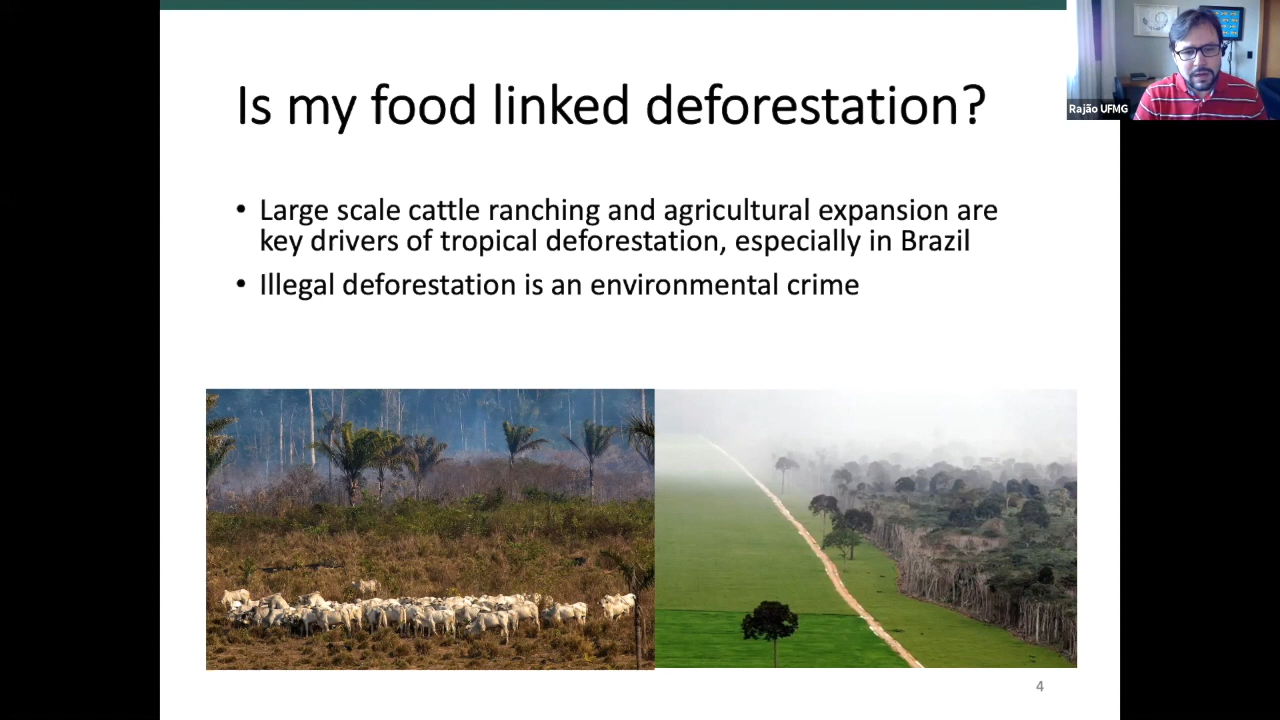 Is my food linked deforestation?
Rajão UFMG
• Large scale cattle ranching and agricultural expansion are
key drivers of tropical deforestation, especially in Brazil
• Illegal deforestation is an environmental crime
4